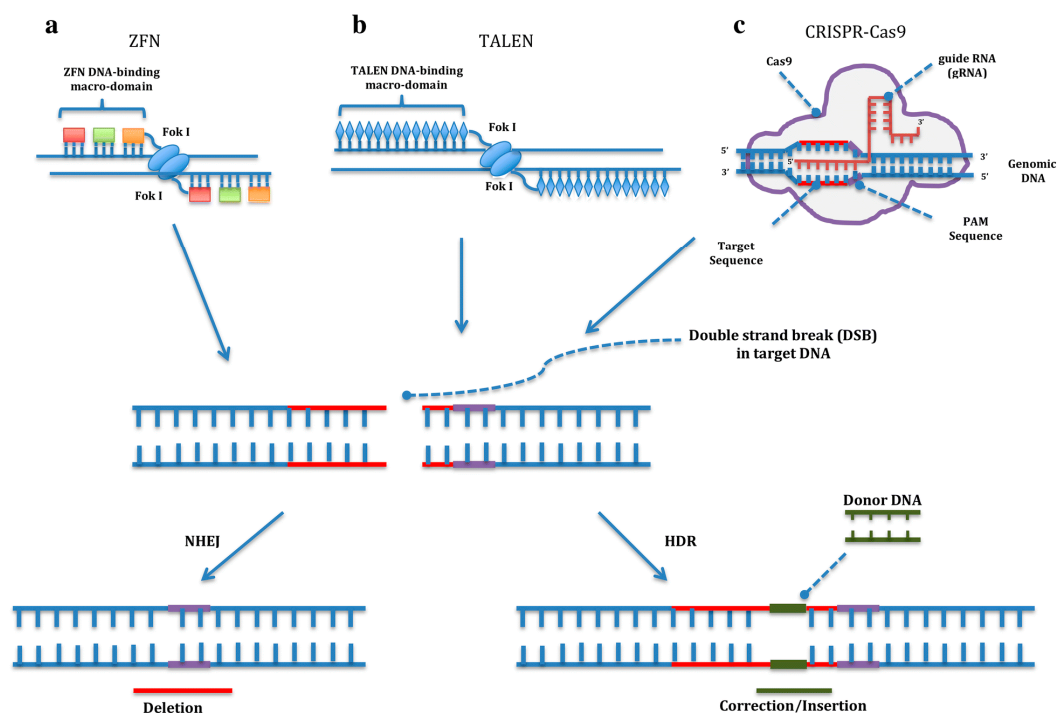 a
ZFN
ZFN DNA-binding
macro-domain
Fok I
Fok I
b
TALEN
TALEN DNA-binding
macro-domain
Fok I
Fok I
c
CRISPR-Cas9
Cas9
guide RNA
(gRNA)
3’
5’
5’
3’
3’
5’
Genomic
DNA
Target
Sequence
PAM
Sequence
Double strand break (DSB)
in target DNA
NHEJ
HDR
Donor DNA
Deletion
Correction/Insertion